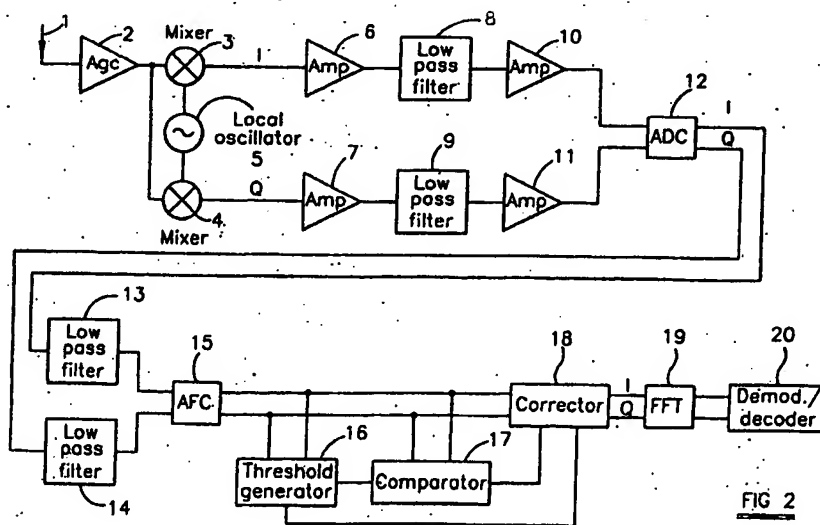 1
2
Agc
Mixer
3
I
6
Amp
8
Low
pass
filter
10
Amp
12
ADC
I
Q
Local
oscillator
5
4
Mixer
Q
7
Amp
9
Low
pass
filter
11
Amp
13
Low
pass
filter
14
Low
pass
filter
15
AFC
16
Threshold
generator
17
Comparator
18
Corrector
I
Q
19
FFT
20
Demod./
decoder
FIG 2